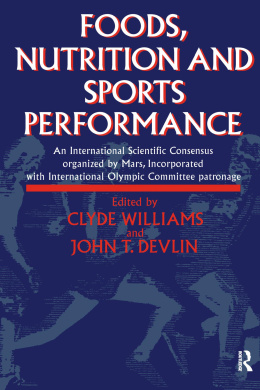 FOODS,
NUTRITION AND
SPORTS
PERFORMANCE
An International Scientific Consensus
organized by Mars, Incorporated
with International Olympic Committee patronage
Edited by
CLYDE WILLIAMS
and
JOHN T. DEVLIN